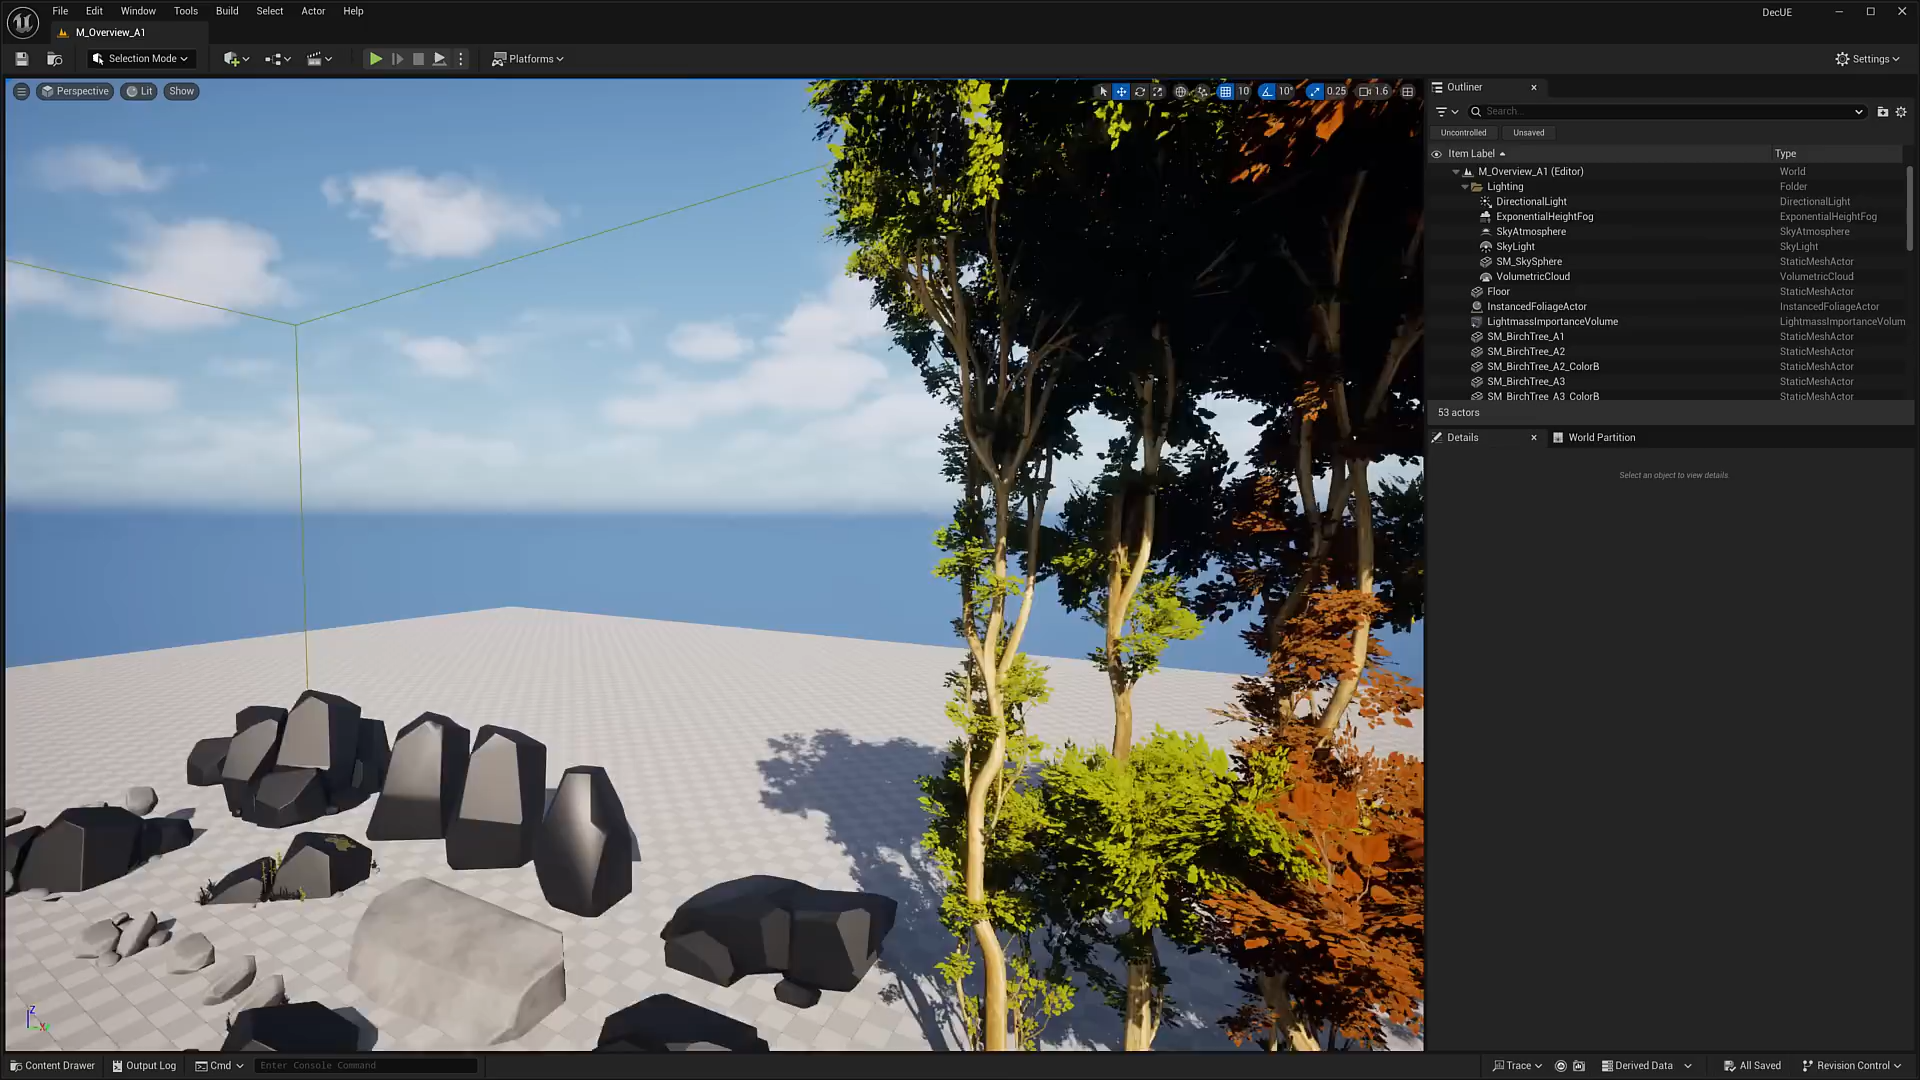 File Edit Window Tools Build Select Actor Help
DecUE
M_Overview_A1
Selection Mode
Platforms
Settings
Perspective Lit Show
10 10° 0.25 1.6
Outliner
Search...
Uncontrolled Unsaved
Item Label Type
M_Overview_A1 (Editor) World
Lighting Folder
DirectionalLight DirectionalLight
ExponentialHeightFog ExponentialHeightFog
SkyAtmosphere SkyAtmosphere
SkyLight SkyLight
SM_SkySphere StaticMeshActor
VolumetricCloud VolumetricCloud
Floor StaticMeshActor
InstancedFoliageActor InstancedFoliageActor
LightmassImportanceVolume LightmassImportanceVolum
SM_BirchTree_A1 StaticMeshActor
SM_BirchTree_A2 StaticMeshActor
SM_BirchTree_A2_ColorB StaticMeshActor
SM_BirchTree_A3 StaticMeshActor
SM_BirchTree_A3_ColorB StaticMeshActor
53 actors
Details World Partition
Select an object to view details.
Z
X
Content Drawer Output Log Cmd Enter Console Command
Trace Derived Data All Saved Revision Control